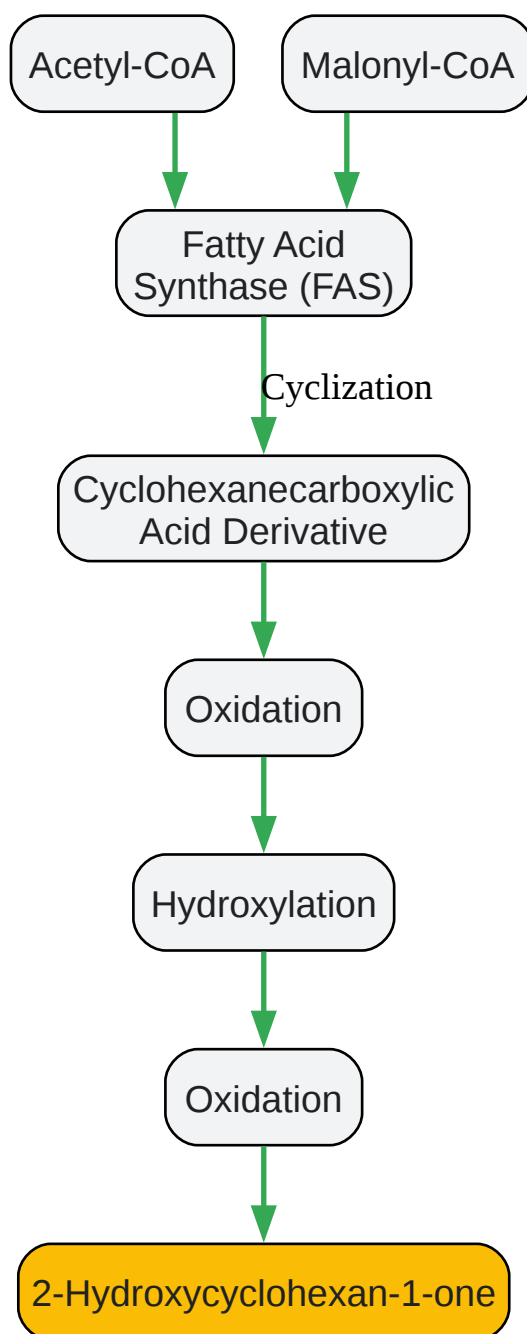 Acetyl-CoA
Malonyl-CoA
Fatty Acid
Synthase (FAS)
Cyclization
Cyclohexanecarboxylic
Acid Derivative
Oxidation
Hydroxylation
Oxidation
2-Hydroxycyclohexan-1-one